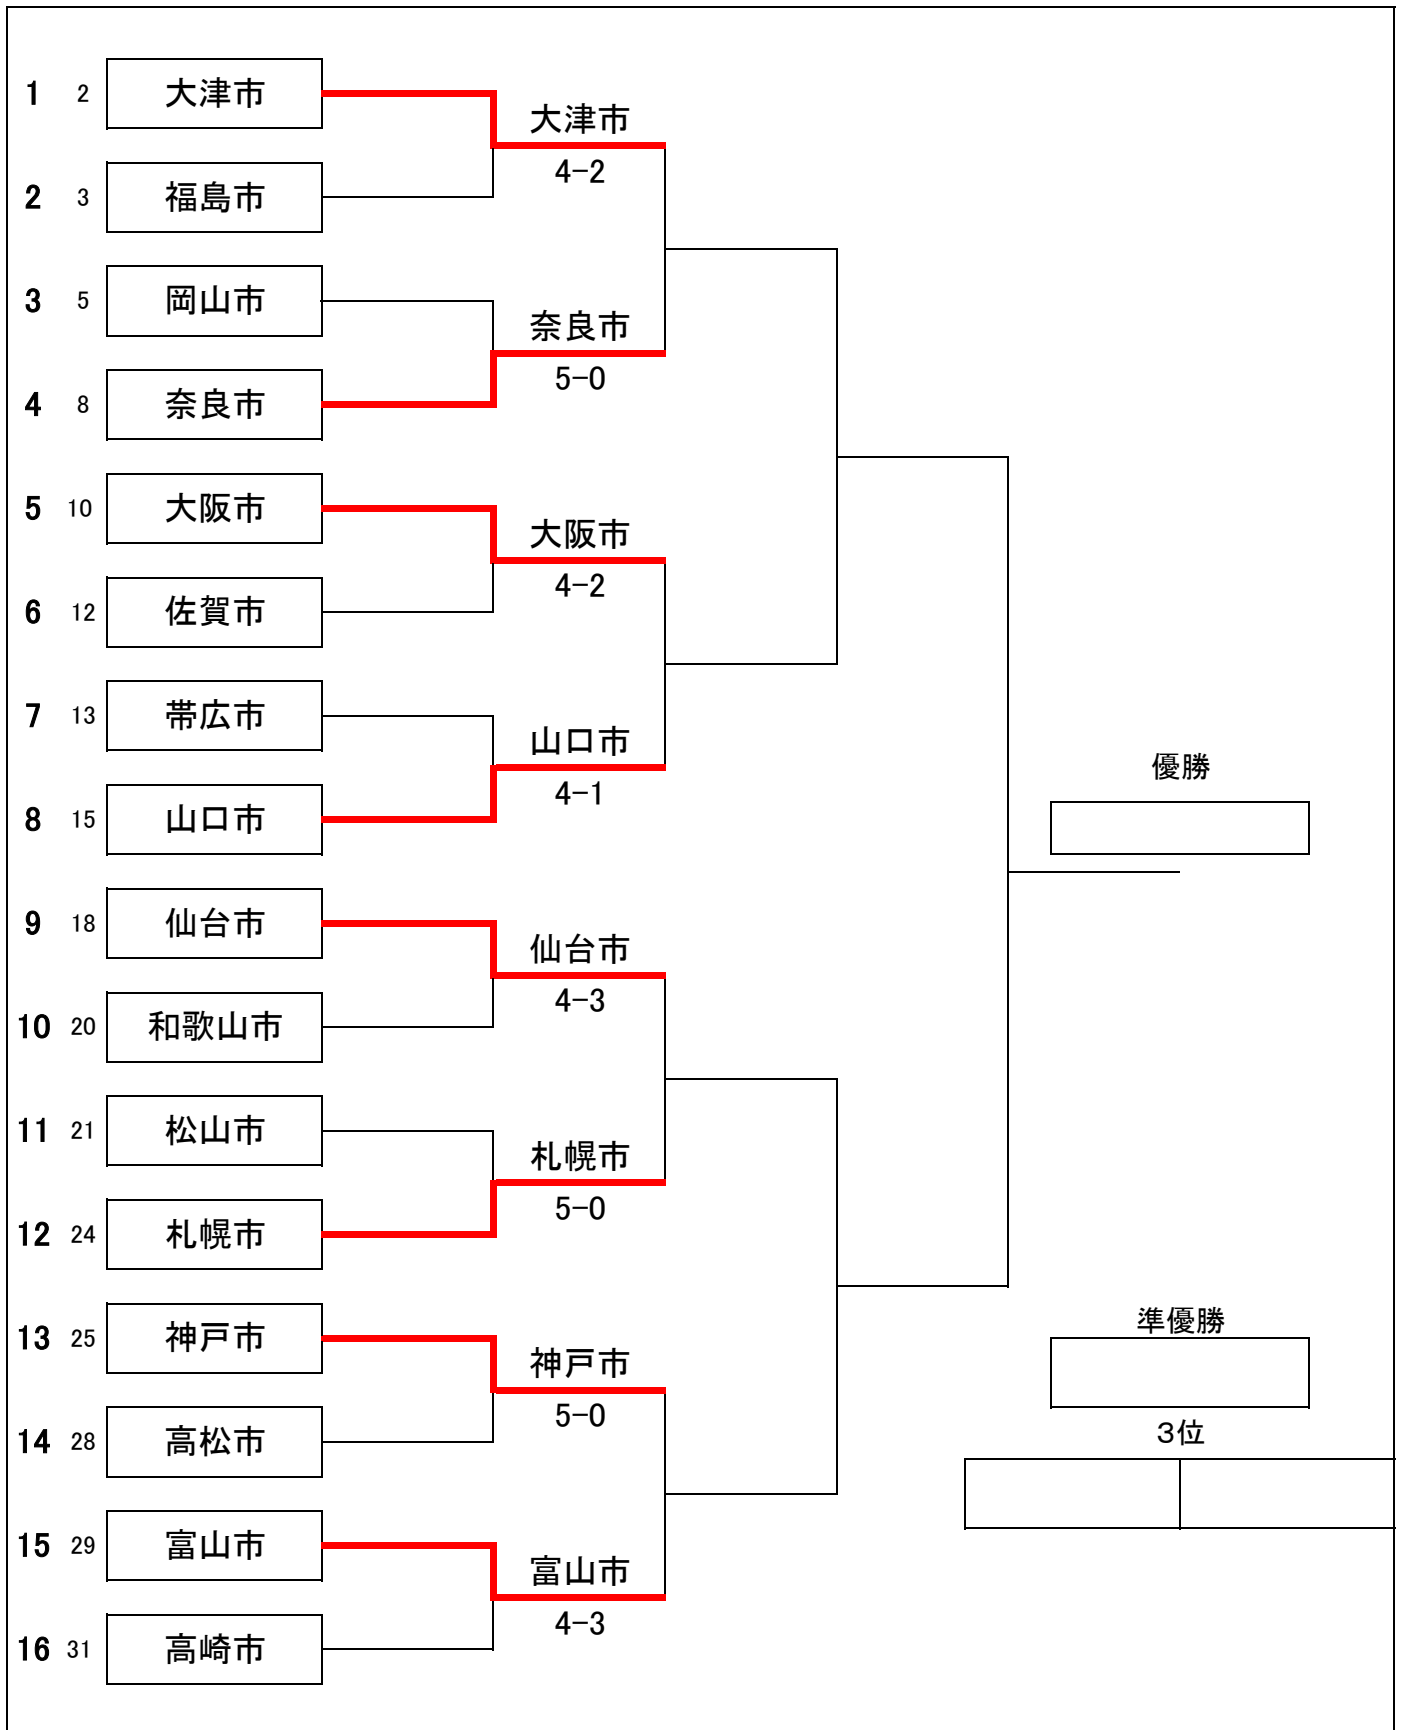 1 2 大津市
大津市
4-2
2 3 福島市
3 5 岡山市
奈良市
5-0
4 8 奈良市
5 10 大阪市
大阪市
4-2
6 12 佐賀市
7 13 帯広市
山口市
4-1
8 15 山口市
優勝
9 18 仙台市
仙台市
4-3
10 20 和歌山市
11 21 松山市
札幌市
5-0
12 24 札幌市
13 25 神戸市
神戸市
5-0
準優勝
14 28 高松市
3位
15 29 富山市
富山市
4-3
16 31 高崎市